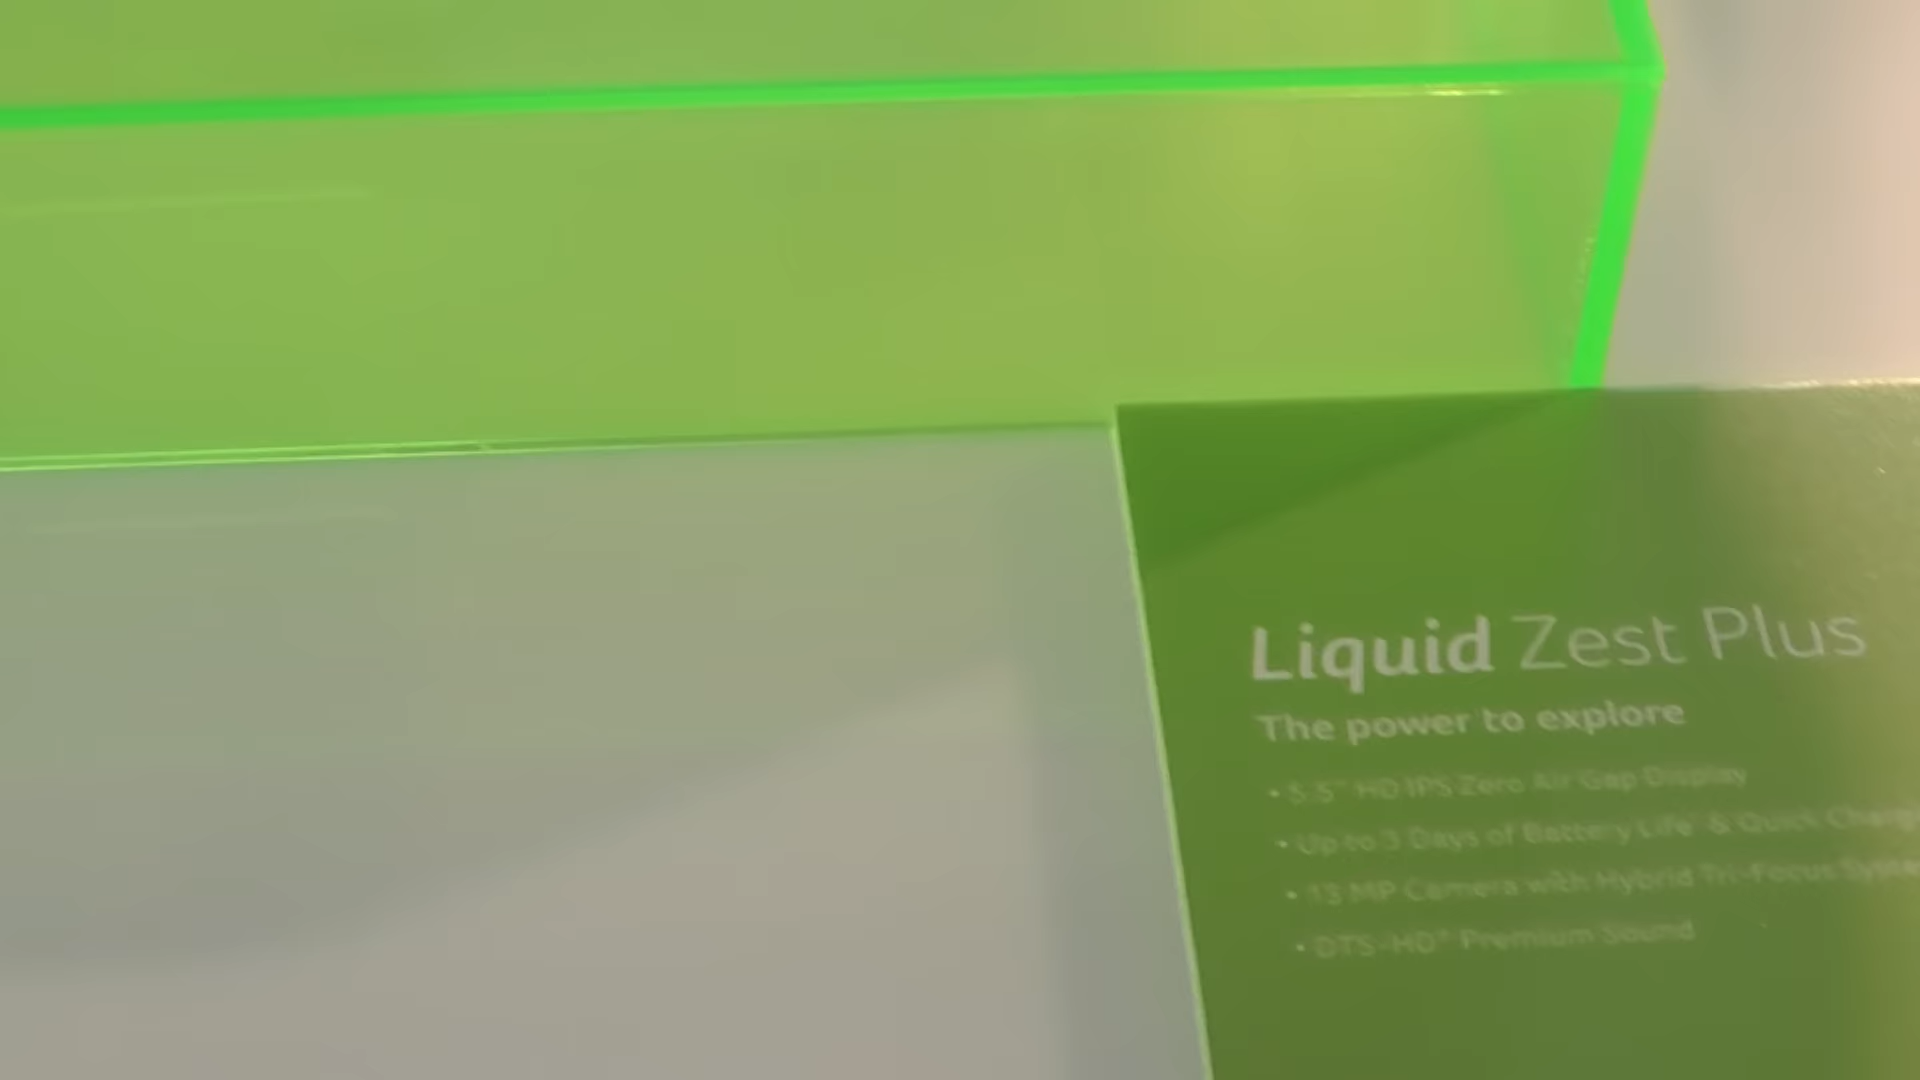 Liquid Zest Plus
The power to explore
• 5.5" HD IPS Zero Air Gap Display
• Up to 3 Days of Battery Life* & Quick
• 13 MP Camera with Hybrid Tri-Focus
• DTS-HD® Premium Sound